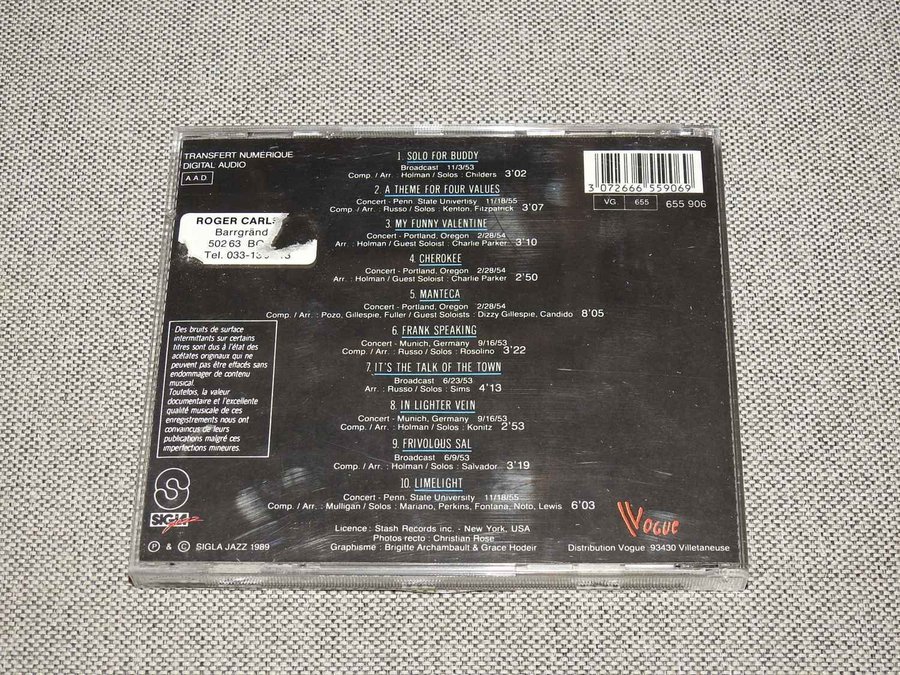 TRANSFERT NUMÉRIQUE
DIGITAL AUDIO
AAD
ROGER CARL
Barrgränd
502 63
Tel. 033-13
1. SOLO FOR BUDDY
Broadcast 11/3/53
Comp / Arr. : Holman / Solos : Childers 3'02
2. A THEME FOR FOUR VALUES
Concert - Penn. State Univertisy 11/18/55
Comp. / Arr. : Russo / Solos : Kenton, Fitzpatrick 3'07
3. MY FUNNY VALENTINE
Concert - Portland, Oregon 2/28/54
Arr. : Holman / Guest Soloist : Charlie Parker 3'10
4. CHEROKEE
Concert - Portland, Oregon 2/28/54
Arr. : Holman / Guest Soloist : Charlie Parker 2'50
5. MANTECA
Concert - Portland, Oregon 2/28/54
Comp. / Arr. : Pozo, Gillespie, Fuller / Guest Soloists : Dizzy Gillespie, Candido 8'05
6. FRANK SPEAKING
Concert - Munich, Germany 9/16/53
Comp. / Arr. : Russo / Solos : Rosolino 3'22
7. IT'S THE TALK OF THE TOWN
Broadcast 6/23/53
Arr. : Russo / Solos : Sims 4'13
8. IN LIGHTER VEIN
Concert - Munich, Germany 9/16/53
Comp. / Arr. : Holman / Solos : Konitz 2'53
9. FRIVOLOUS SAL
Broadcast 6/9/53
Comp. / Arr. : Holman / Solos : Salvador 3'19
10. LIMELIGHT
Concert - Penn. State University 11/18/55
Comp. / Arr. : Mulligan / Solos : Mariano, Perkins, Fontana, Noto, Lewis 6'03
3 072666 559069
VG 655 655 906
Des bruits de surface
intermittants sur certains
titres sont dus à l'état des
acétates originaux qui ne
peuvent pas être effacés sans
endommager de contenu
musical.
Toutefois, la valeur
documentaire et l'excellente
qualité musicale de ces
enregistrements nous ont
convaincus de leurs
publications malgré ces
imperfections mineures.
SIGLA
JAZZ
Licence : Stash Records inc. - New York, USA
Photos recto : Christian Rose
Graphisme : Brigitte Archambault & Grace Hodeir
VOGUE
P & C SIGLA JAZZ 1989
Distribution Vogue 93430 Villetaneuse